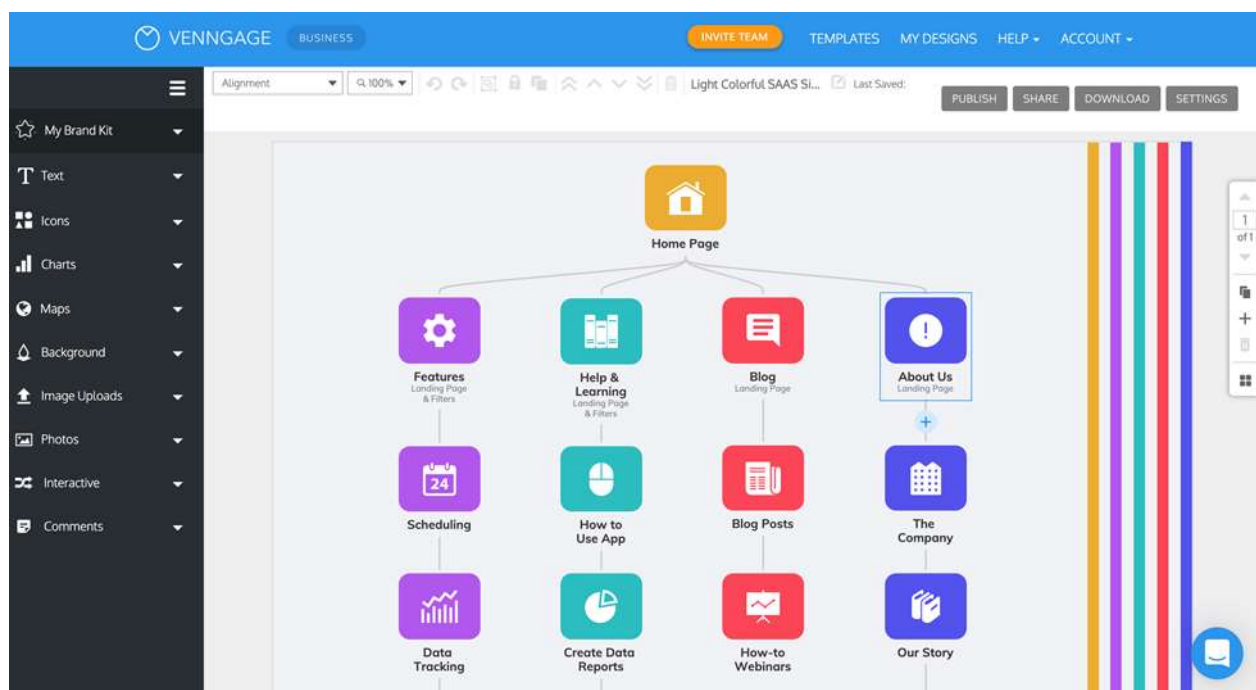 VENNGAGE BUSINESS INVITE TEAM TEMPLATES MY DESIGNS HELP ACCOUNT
Alignment 100% Light Colorful SAAS Si... Last Saved:
PUBLISH SHARE DOWNLOAD SETTINGS
My Brand Kit
Text
Icons
Charts
Maps
Background
Image Uploads
Photos
Interactive
Comments
Home Page
Features
Landing Page
& Filters
Help &
Learning
Landing Page
& Filters
Blog
Landing Page
About Us
Landing Page
24
Scheduling
How to
Use App
Blog Posts
The
Company
Data
Tracking
Create Data
Reports
How-to
Webinars
Our Story
1
of 1